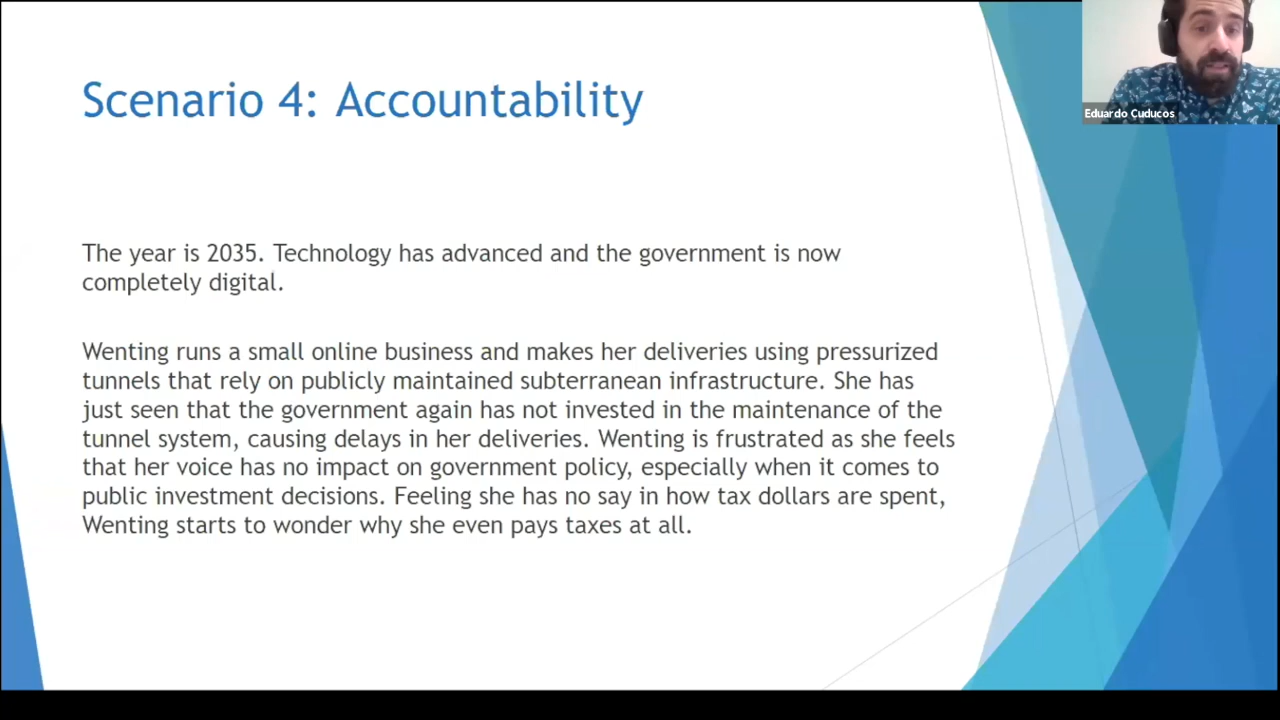 Scenario 4: Accountability
Eduardo Cuducos
The year is 2035. Technology has advanced and the government is now
completely digital.
Wenting runs a small online business and makes her deliveries using pressurized
tunnels that rely on publicly maintained subterranean infrastructure. She has
just seen that the government again has not invested in the maintenance of the
tunnel system, causing delays in her deliveries. Wenting is frustrated as she feels
that her voice has no impact on government policy, especially when it comes to
public investment decisions. Feeling she has no say in how tax dollars are spent,
Wenting starts to wonder why she even pays taxes at all.